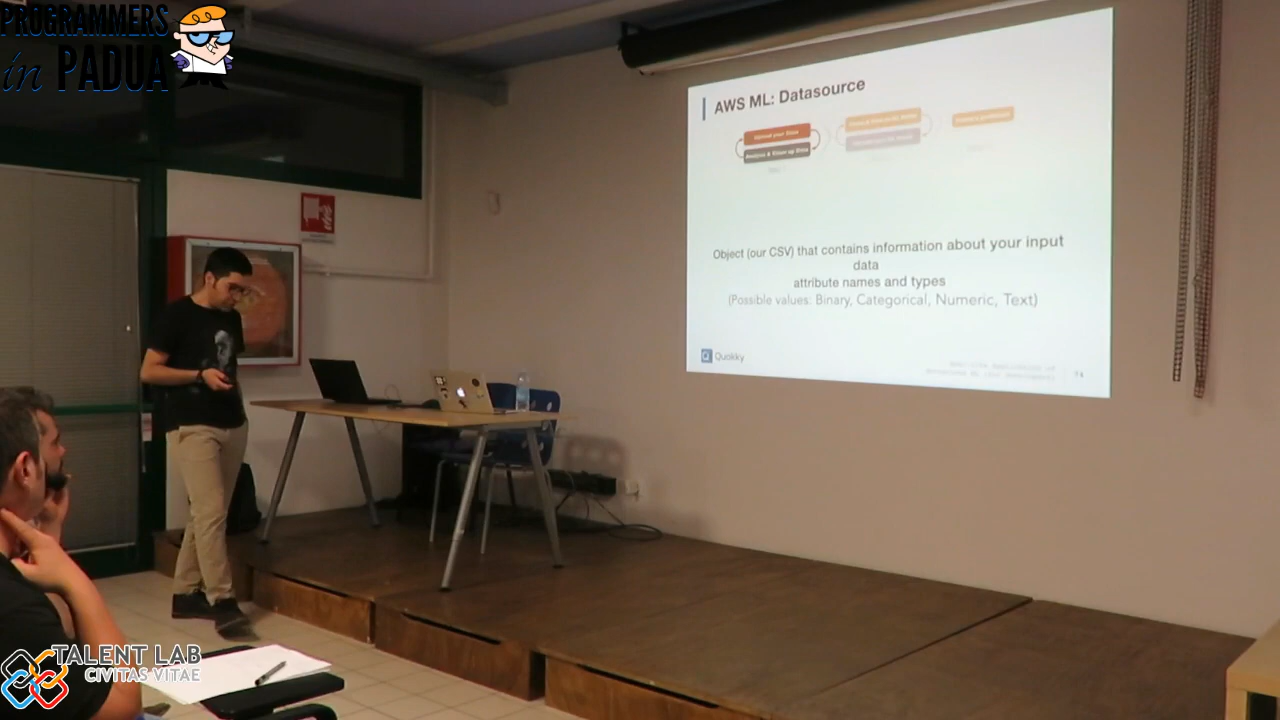 PROGRAMMERS
in PADUA
AWS ML: Datasource
Upload your Data
Analyze & Clean up Data
Object (our CSV) that contains information about your input
data
attribute names and types
(Possible values: Binary, Categorical, Numeric, Text)
Quokky
TALENT LAB
CIVITAS VITAE